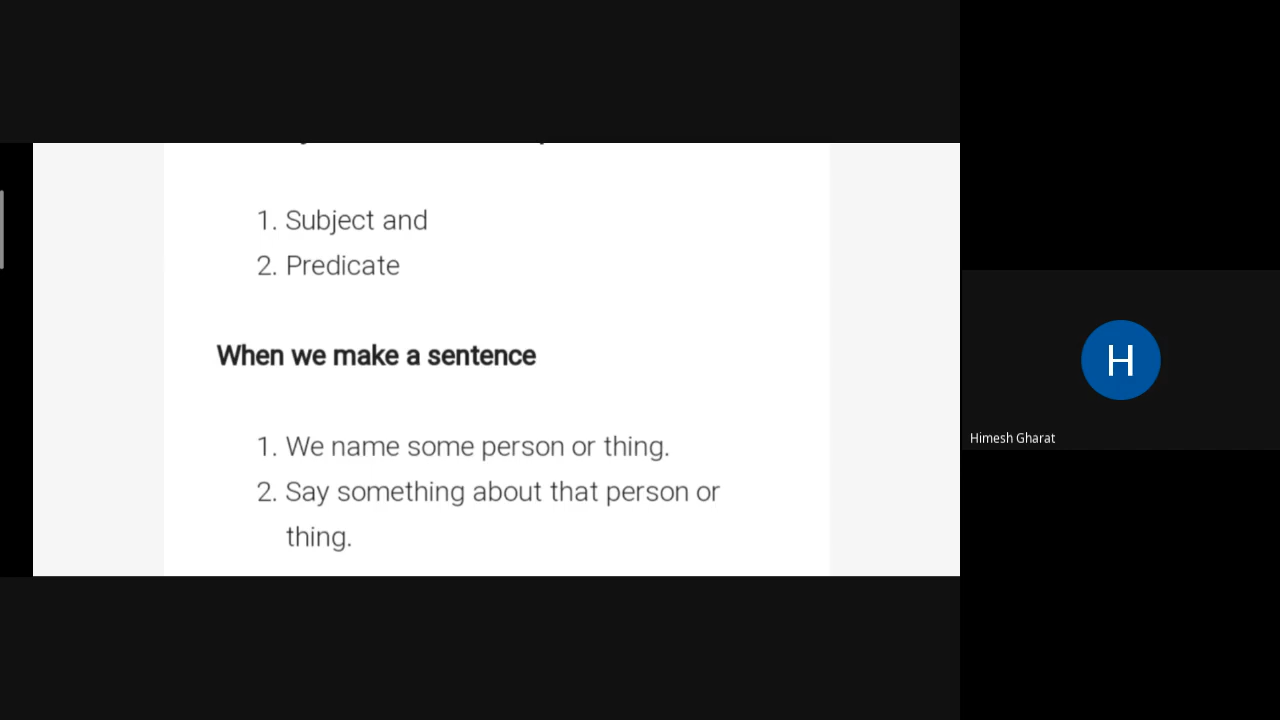 1. Subject and
2. Predicate
When we make a sentence
1. We name some person or thing.
2. Say something about that person or
thing.
H
Himesh Gharat